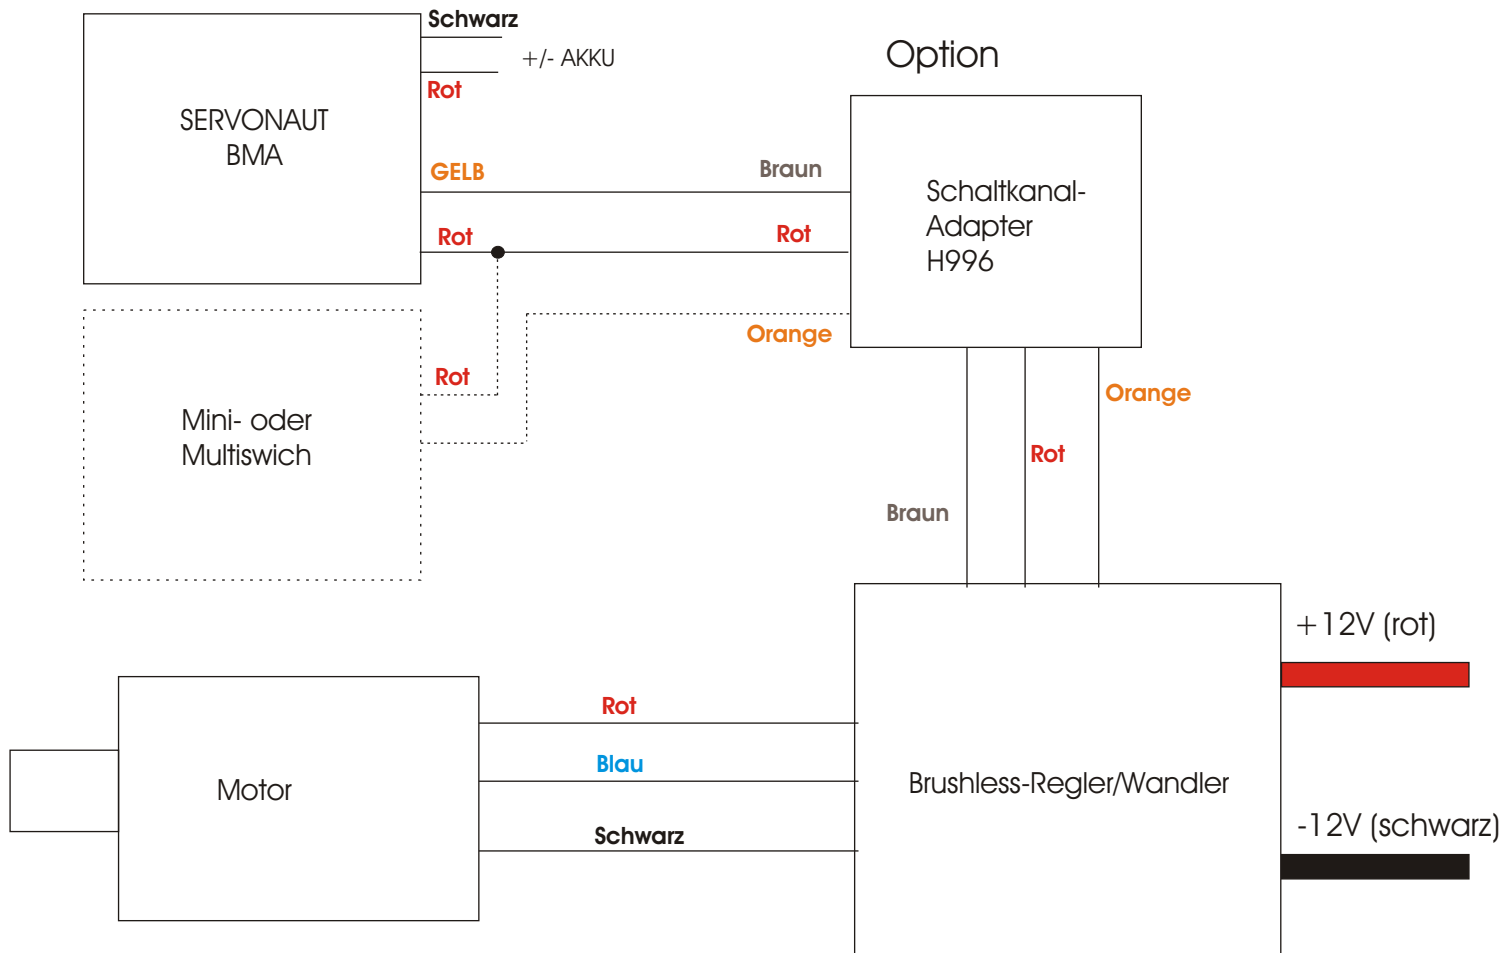 Schwarz
+/- AKKU
Rot
Option
SERVONAUT
BMA
GELB
Braun
Rot
Rot
Schaltkanal-
Adapter
H996
Orange
Rot
Mini- oder
Multiswich
Orange
Rot
Braun
+12V (rot)
Rot
Blau
Motor
Schwarz
Brushless-Regler/Wandler
-12V (schwarz)